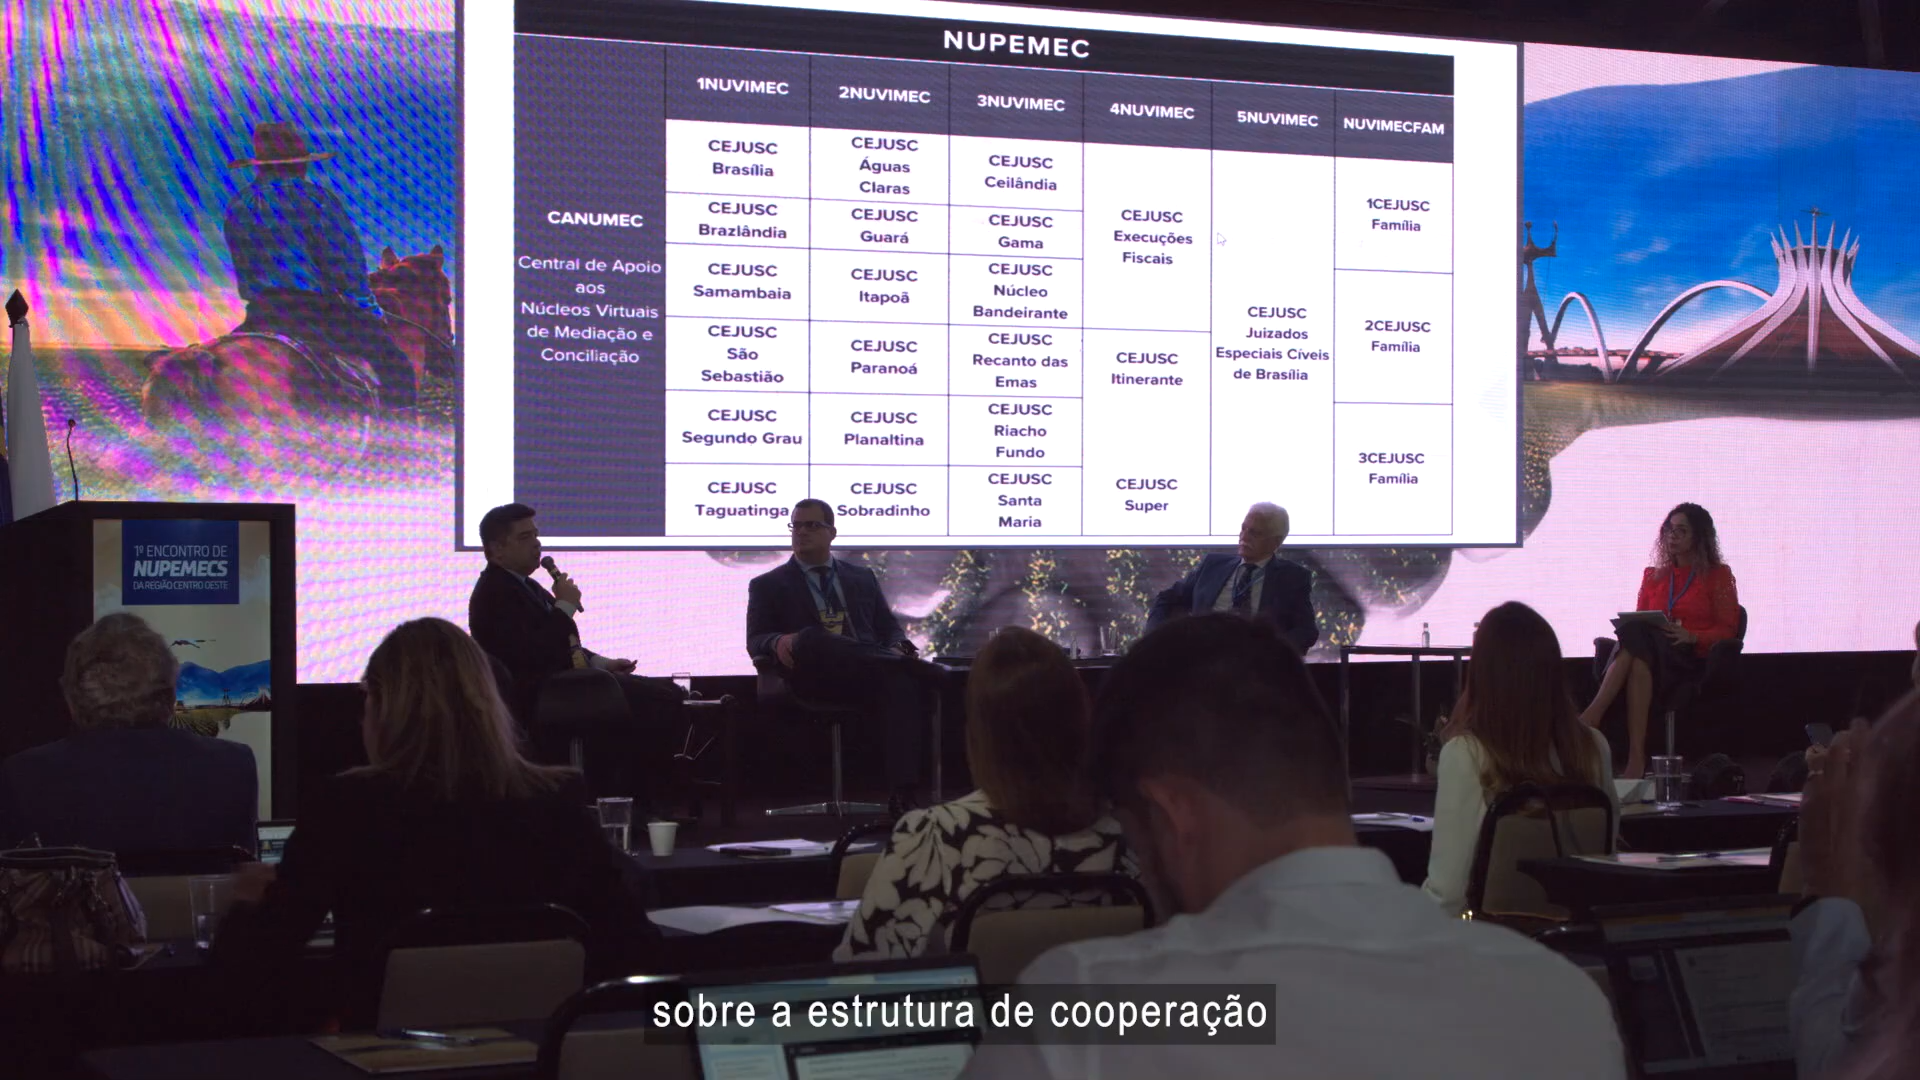 NUPEMEC
1NUVIMEC
2NUVIMEC
3NUVIMEC
4NUVIMEC
5NUVIMEC
NUVIMECFAM
CANUMEC
Central de Apoio
aos
Núcleos Virtuais
de Mediação e
Conciliação
CEJUSC
Brasília
CEJUSC
Brazlândia
CEJUSC
Samambaia
CEJUSC
São
Sebastião
CEJUSC
Segundo Grau
CEJUSC
Taguatinga
CEJUSC
Águas
Claras
CEJUSC
Guará
CEJUSC
Itapoã
CEJUSC
Paranoá
CEJUSC
Planaltina
CEJUSC
Sobradinho
CEJUSC
Ceilândia
CEJUSC
Gama
CEJUSC
Núcleo
Bandeirante
CEJUSC
Recanto das
Emas
CEJUSC
Riacho
Fundo
CEJUSC
Santa
Maria
CEJUSC
Execuções
Fiscais
CEJUSC
Itinerante
CEJUSC
Super
CEJUSC
Juizados
Especiais Cíveis
de Brasília
1CEJUSC
Família
2CEJUSC
Família
3CEJUSC
Família
1º ENCONTRO DE
NUPEMECS
DA REGIÃO CENTRO OESTE
sobre a estrutura de cooperação